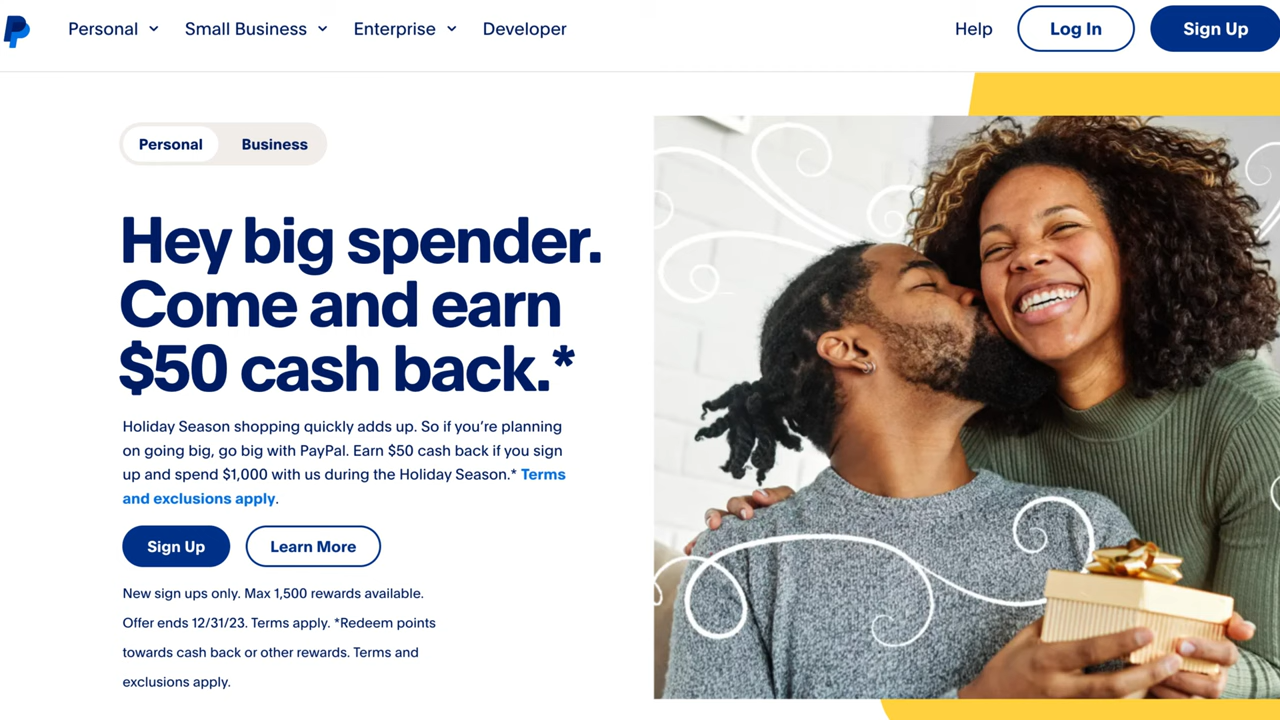 Personal Small Business Enterprise Developer Help Log In Sign Up
Personal Business
Hey big spender.
Come and earn
$50 cash back.*
Holiday Season shopping quickly adds up. So if you’re planning
on going big, go big with PayPal. Earn $50 cash back if you sign
up and spend $1,000 with us during the Holiday Season.* Terms
and exclusions apply.
Sign Up Learn More
New sign ups only. Max 1,500 rewards available.
Offer ends 12/31/23. Terms apply. *Redeem points
towards cash back or other rewards. Terms and
exclusions apply.